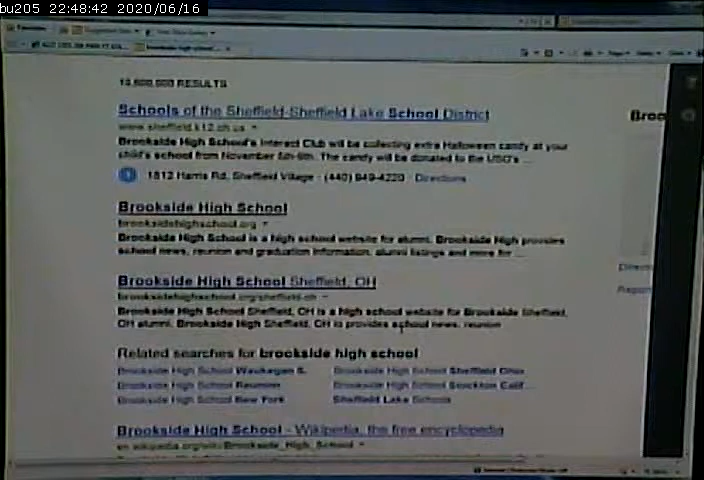 bu205 22:48:42 2020/06/16
RESULTS
Schools of the Sheffield-Sheffield Lake School District
www.sheffield.k12.oh.us
Brookside High School's Interact Club will be collecting extra Halloween candy at your
child's school from November 5th-9th. The candy will be donated to the USO's ...
1812 Harris Rd, Sheffield Village · (440) 949-4220 · Directions
Broo
Brookside High School
brooksidehighschool.org
Brookside High School is a high school website for alumni. Brookside High provides
school news, reunion and graduation information, alumni listings and more for ...
Brookside High School Sheffield, OH
brooksidehighschool.org/sheffield-oh
Brookside High School Sheffield, OH is a high school website for Brookside Sheffield,
OH alumni. Brookside High Sheffield, OH is provides school news, reunion
Related searches for brookside high school
Brookside High School Waukegan IL
Brookside High School Sheffield Ohio
Brookside High School Reunion
Brookside High School Stockton Calif...
Brookside High School New York
Sheffield Lake Schools
Brookside High School - Wikipedia, the free encyclopedia
en.wikipedia.org/wiki/Brookside_High_School